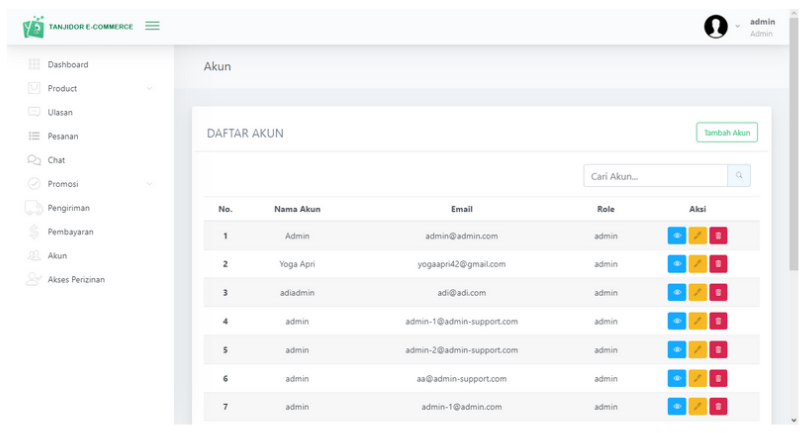 TANJIDOR E-COMMERCE
admin
Admin
Dashboard
Product
Ulasan
Pesanan
Chat
Promosi
Pengiriman
Pembayaran
Akun
Akses Perizinan
Akun
DAFTAR AKUN
Tambah Akun
Cari Akun...
No. Nama Akun Email Role Aksi
1 Admin admin@admin.com admin
2 Yoga Apri yogaapri42@gmail.com admin
3 adiadmin adi@adi.com admin
4 admin admin-1@admin-support.com admin
5 admin admin-2@admin-support.com admin
6 admin aa@admin-support.com admin
7 admin admin-1@admin.com admin